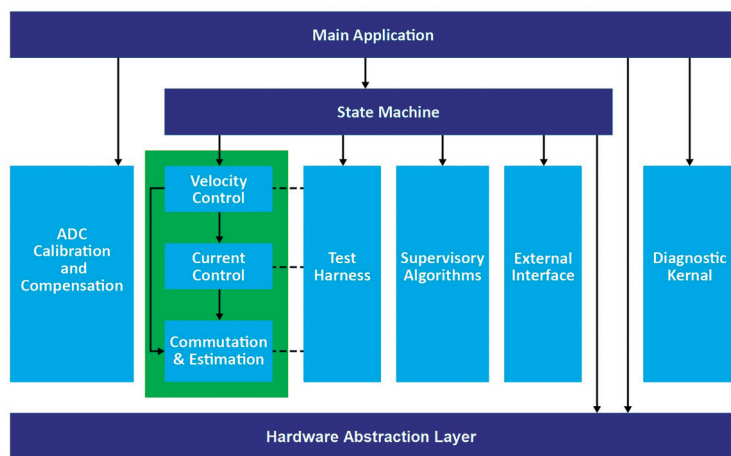 Main Application
State Machine
ADC
Calibration
and
Compensation
Velocity
Control
Current
Control
Commutation
& Estimation
Test
Harness
Supervisory
Algorithms
External
Interface
Diagnostic
Kernal
Hardware Abstraction Layer